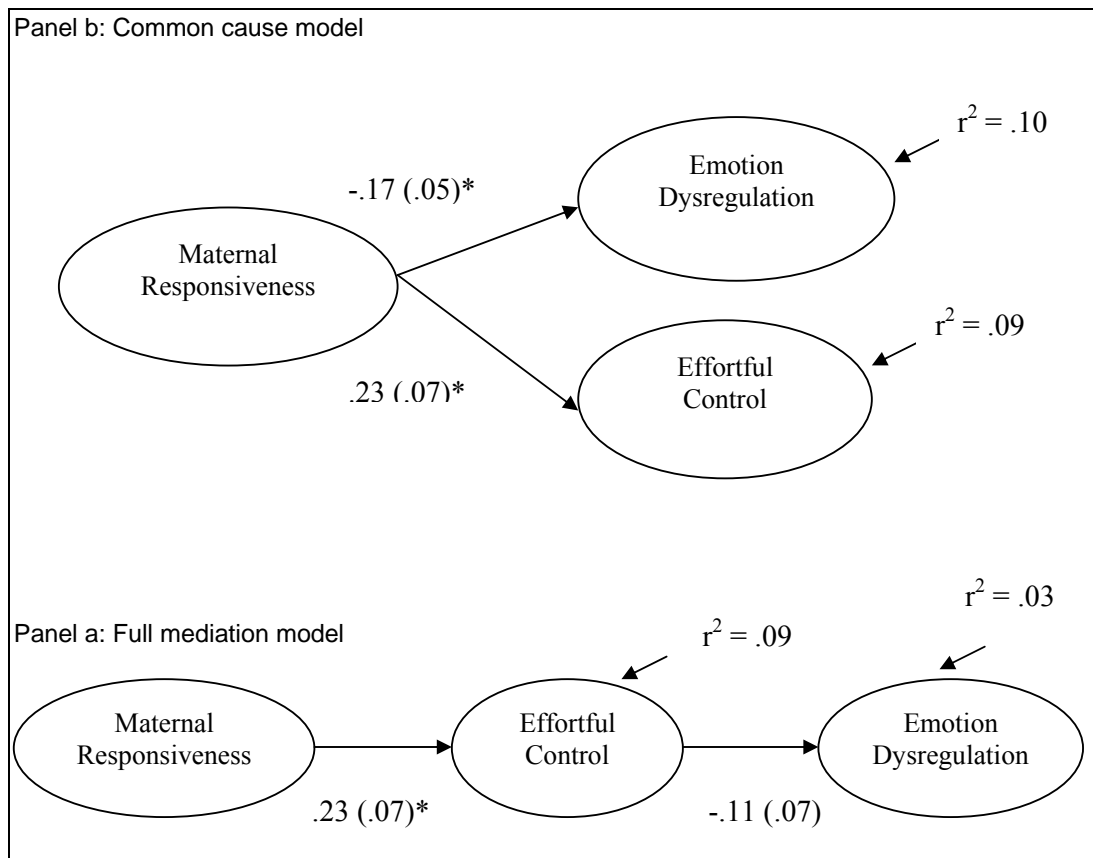 Panel b: Common cause model
r² = .10
Emotion
Dysregulation
-.17 (.05)*
Maternal
Responsiveness
r² = .09
Effortful
Control
.23 (.07)*
r² = .03
Panel a: Full mediation model
r² = .09
Maternal
Responsiveness
Effortful
Control
Emotion
Dysregulation
.23 (.07)*
-.11 (.07)